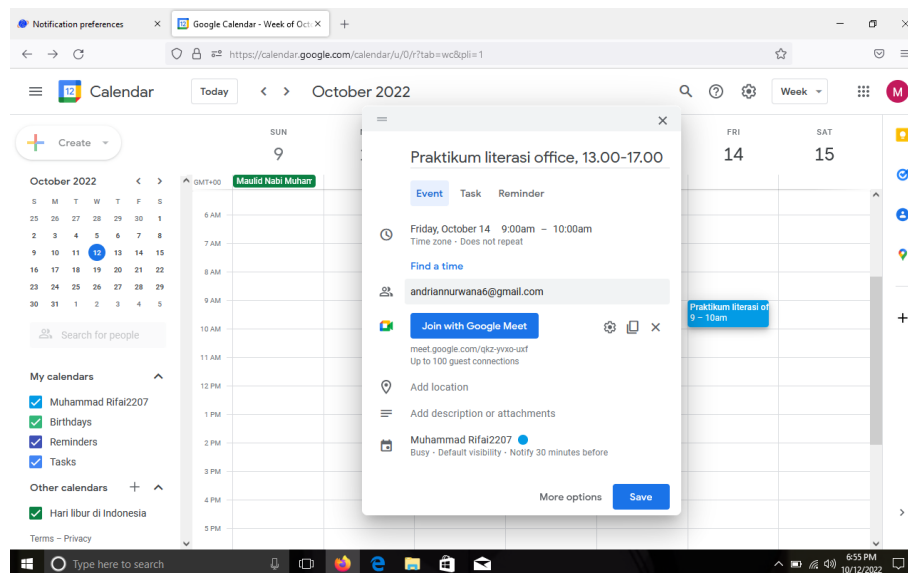 Notification preferences
Google Calendar - Week of Oct
https://calendar.google.com/calendar/u/0/r?tab=wc&pli=1
12 Calendar
Today
October 2022
Week
M
Create
October 2022
S M T W T F S
25 26 27 28 29 30 1
2 3 4 5 6 7 8
9 10 11 12 13 14 15
16 17 18 19 20 21 22
23 24 25 26 27 28 29
30 31 1 2 3 4 5
Search for people
My calendars
Muhammad Rifai2207
Birthdays
Reminders
Tasks
Other calendars
Hari libur di Indonesia
Terms – Privacy
SUN
9
FRI
14
SAT
15
GMT+00
Maulid Nabi Muham
6 AM
7 AM
8 AM
9 AM
10 AM
11 AM
12 PM
1 PM
2 PM
3 PM
4 PM
5 PM
Praktikum literasi of
9 – 10am
Praktikum literasi office, 13.00-17.00
Event Task Reminder
Friday, October 14 9:00am – 10:00am
Time zone · Does not repeat
Find a time
andriannurwana6@gmail.com
Join with Google Meet
meet.google.com/qkz-yvxo-uxf
Up to 100 guest connections
Add location
Add description or attachments
Muhammad Rifai2207
Busy · Default visibility · Notify 30 minutes before
More options
Save
Type here to search
6:55 PM
10/12/2022